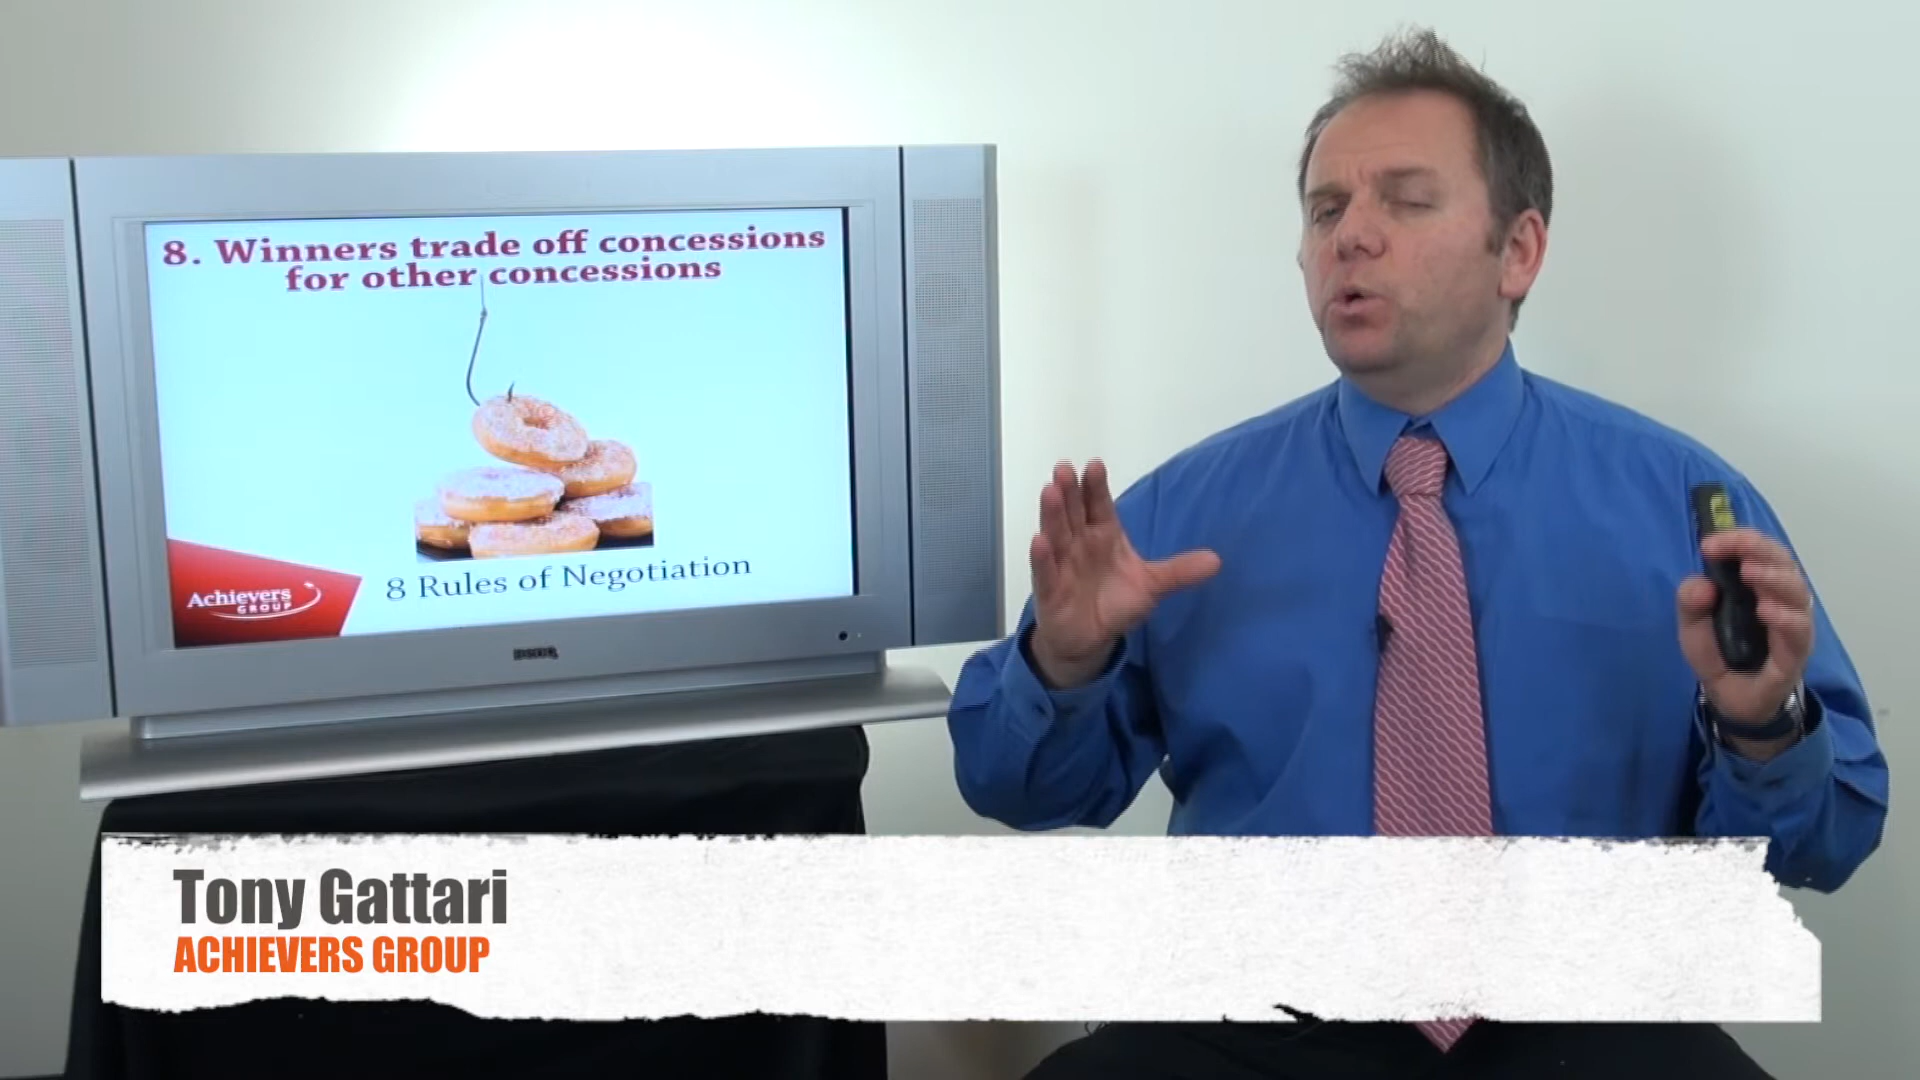 8. Winners trade off concessions
for other concessions
Achievers
GROUP
8 Rules of Negotiation
Tony Gattari
ACHIEVERS GROUP